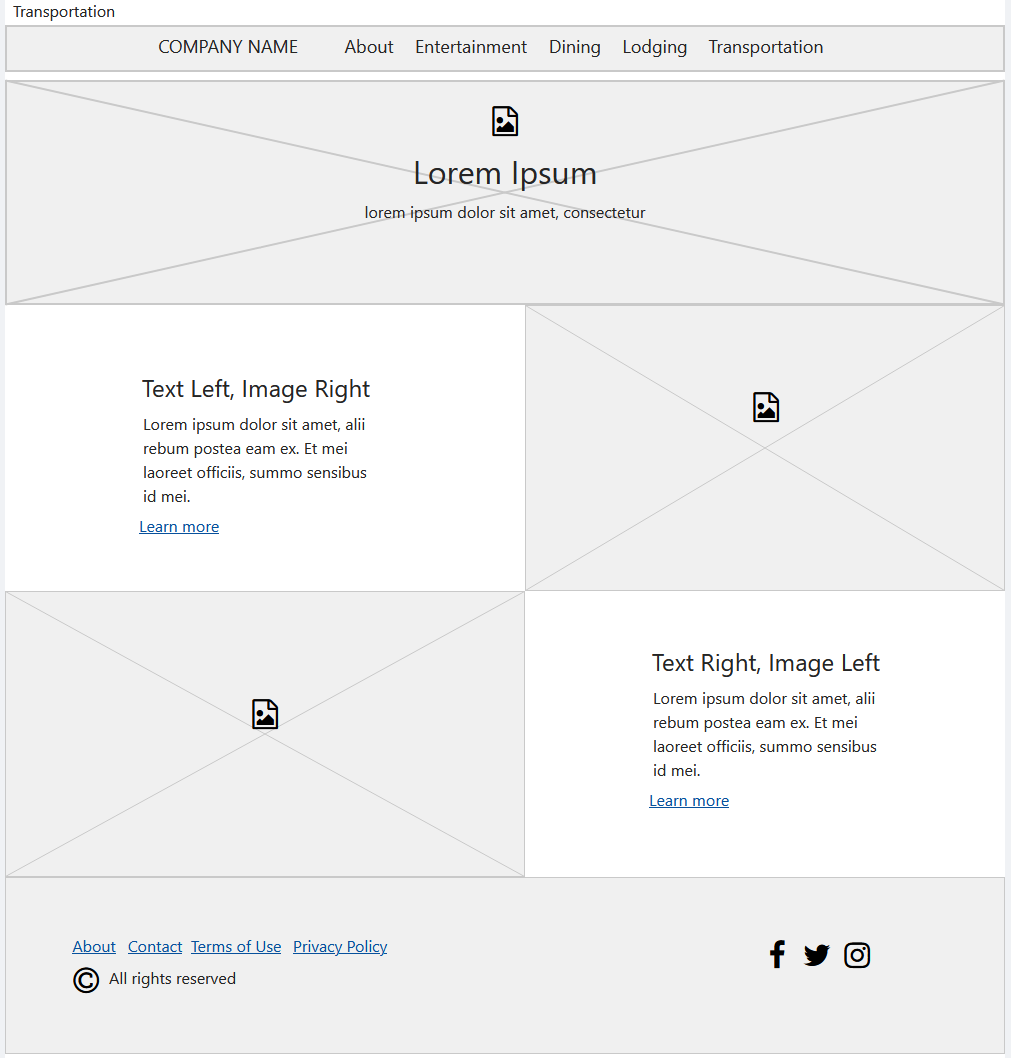 Transportation
COMPANY NAME About Entertainment Dining Lodging Transportation
Lorem Ipsum
lorem ipsum dolor sit amet, consectetur
Text Left, Image Right
Lorem ipsum dolor sit amet, alii
rebum postea eam ex. Et mei
laoreet officiis, summo sensibus
id mei.
Learn more
Text Right, Image Left
Lorem ipsum dolor sit amet, alii
rebum postea eam ex. Et mei
laoreet officiis, summo sensibus
id mei.
Learn more
About Contact Terms of Use Privacy Policy
© All rights reserved